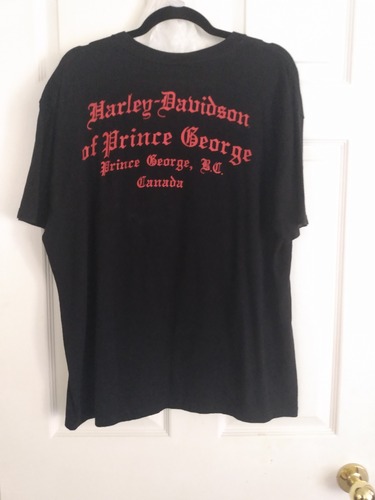 Harley-Davidson
of Prince George
Prince George, B.C.
Canada